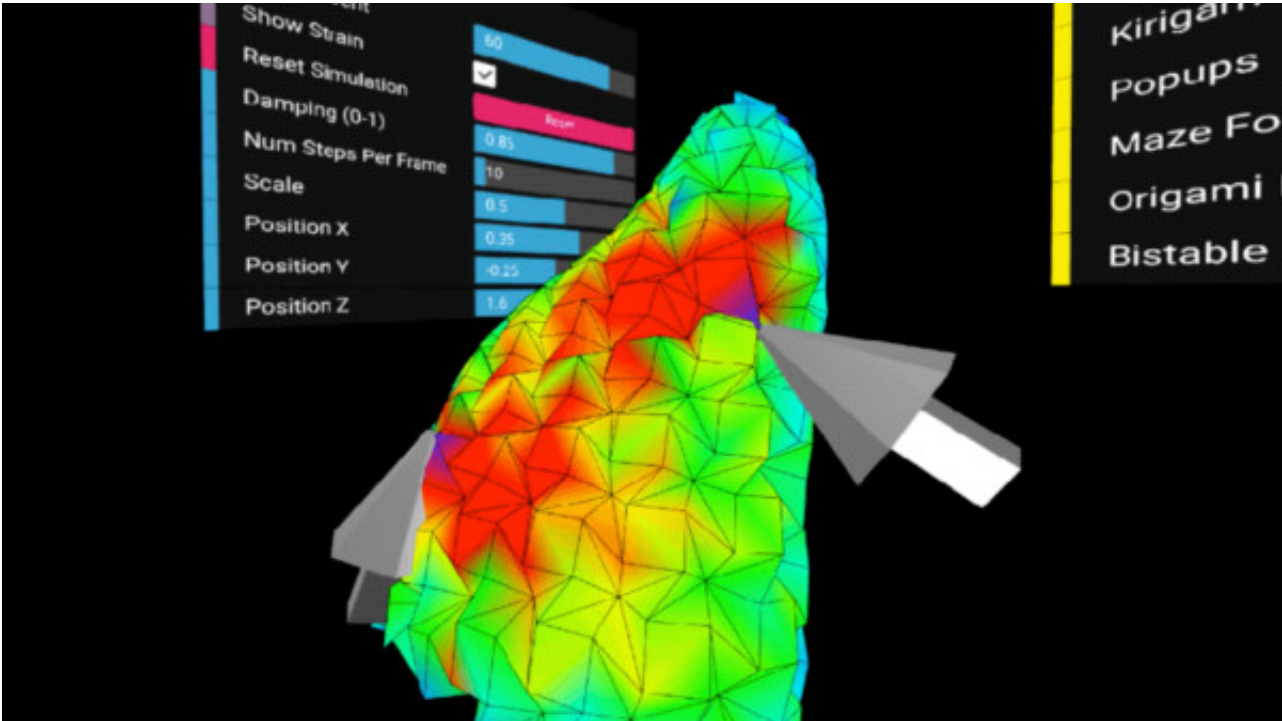 Show Strain
60
Reset Simulation
Reset
Damping (0-1)
0.85
Num Steps Per Frame
10
Scale
0.5
Position X
0.35
Position Y
-0.25
Position Z
1.6
Popups
Maze
Origami
Bistable